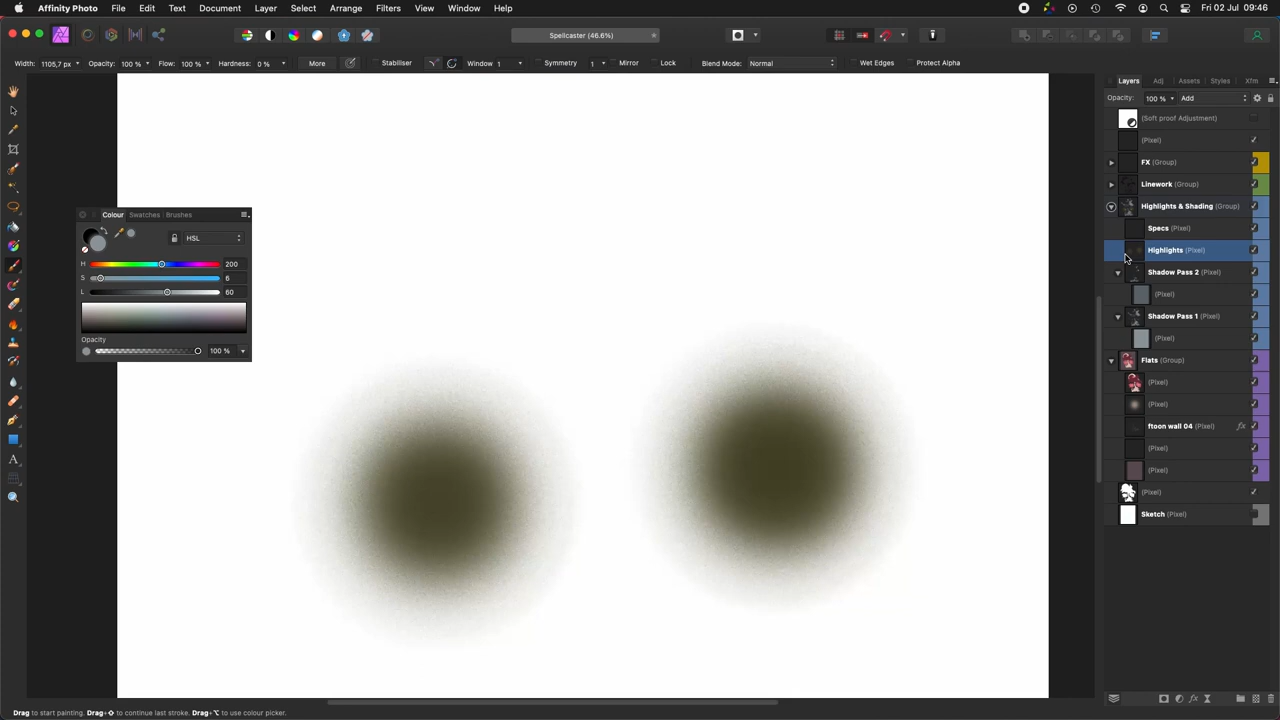 Affinity Photo File Edit Text Document Layer Select Arrange Filters View Window Help Fri 02 Jul 09:46
Spellcaster (46.6%)
Width: 1105,7 px Opacity: 100 % Flow: 100 % Hardness: 0 % More Stabiliser Window 1 Symmetry 1 Mirror Lock Blend Mode: Normal Wet Edges Protect Alpha
Layers Adj Assets Styles Xfm
Opacity: 100 % Add
(Soft proof Adjustment)
(Pixel)
FX (Group)
Linework (Group)
Highlights & Shading (Group)
Specs (Pixel)
Highlights (Pixel)
Shadow Pass 2 (Pixel)
(Pixel)
Shadow Pass 1 (Pixel)
(Pixel)
Flats (Group)
(Pixel)
(Pixel)
ftoon wall 04 (Pixel) fx
(Pixel)
(Pixel)
(Pixel)
Sketch (Pixel)
Colour Swatches Brushes
HSL
H 200
S 6
L 60
Opacity
100 %
Drag to start painting. Drag+⇧ to continue last stroke. Drag+⌥ to use colour picker.
fx